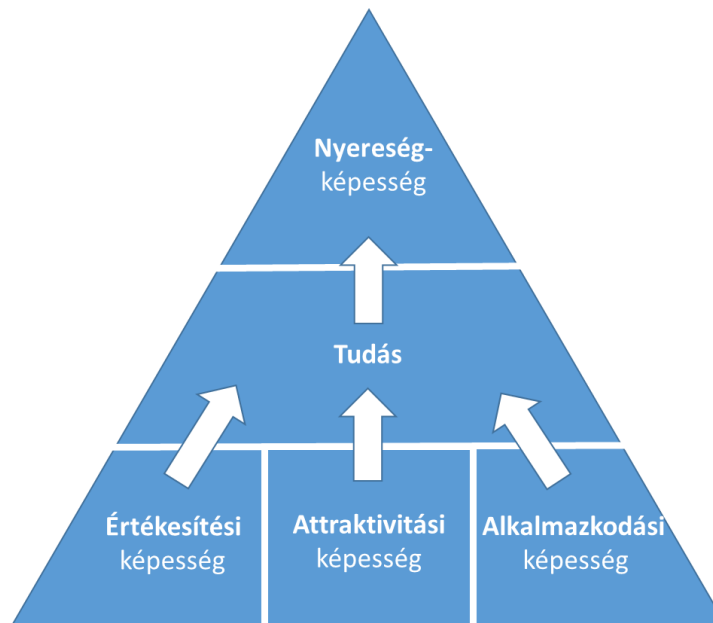 Nyereség-
képesség
Tudás
Értékesítési
képesség
Attraktivitási
képesség
Alkalmazkodási
képesség